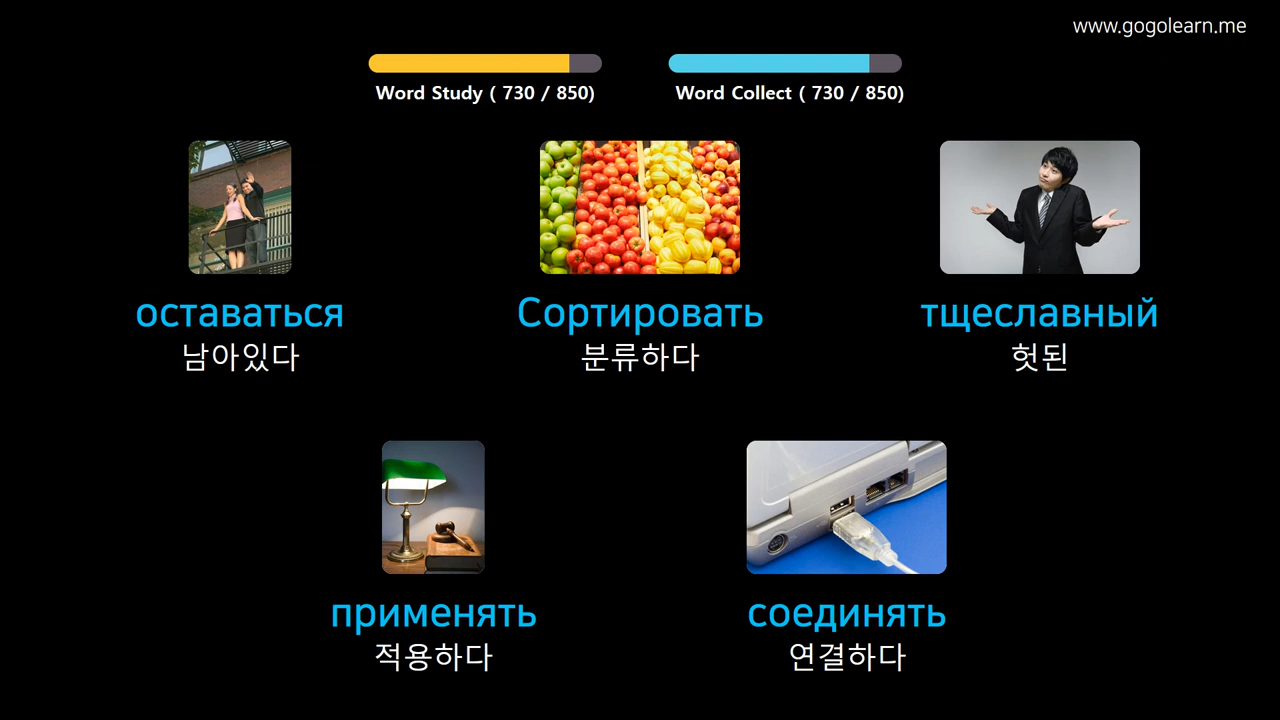 www.gogolearn.me
Word Study ( 730 / 850)
Word Collect ( 730 / 850)
оставаться
남아있다
Сортировать
분류하다
тщеславный
헛된
применять
적용하다
соединять
연결하다